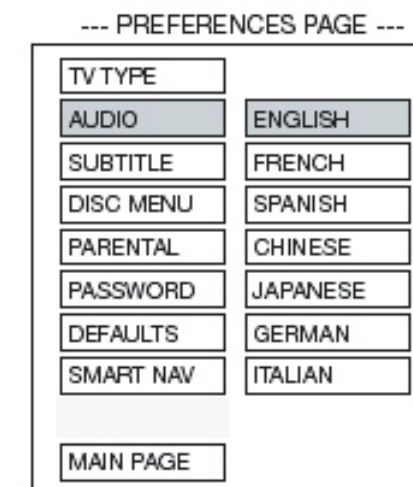 --- PREFERENCES PAGE ---
TV TYPE
AUDIO ENGLISH
SUBTITLE FRENCH
DISC MENU SPANISH
PARENTAL CHINESE
PASSWORD JAPANESE
DEFAULTS GERMAN
SMART NAV ITALIAN
MAIN PAGE